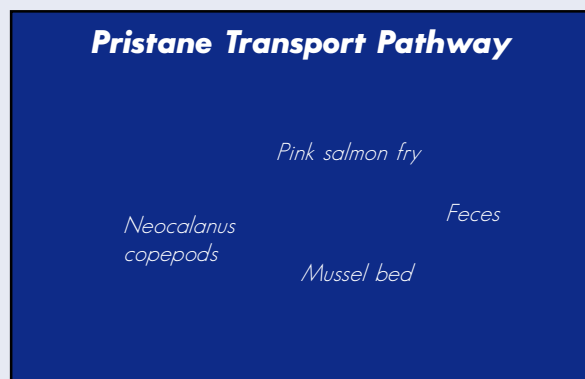 Pristane Transport Pathway
Pink salmon fry
Feces
Neocalanus
copepods
Mussel bed